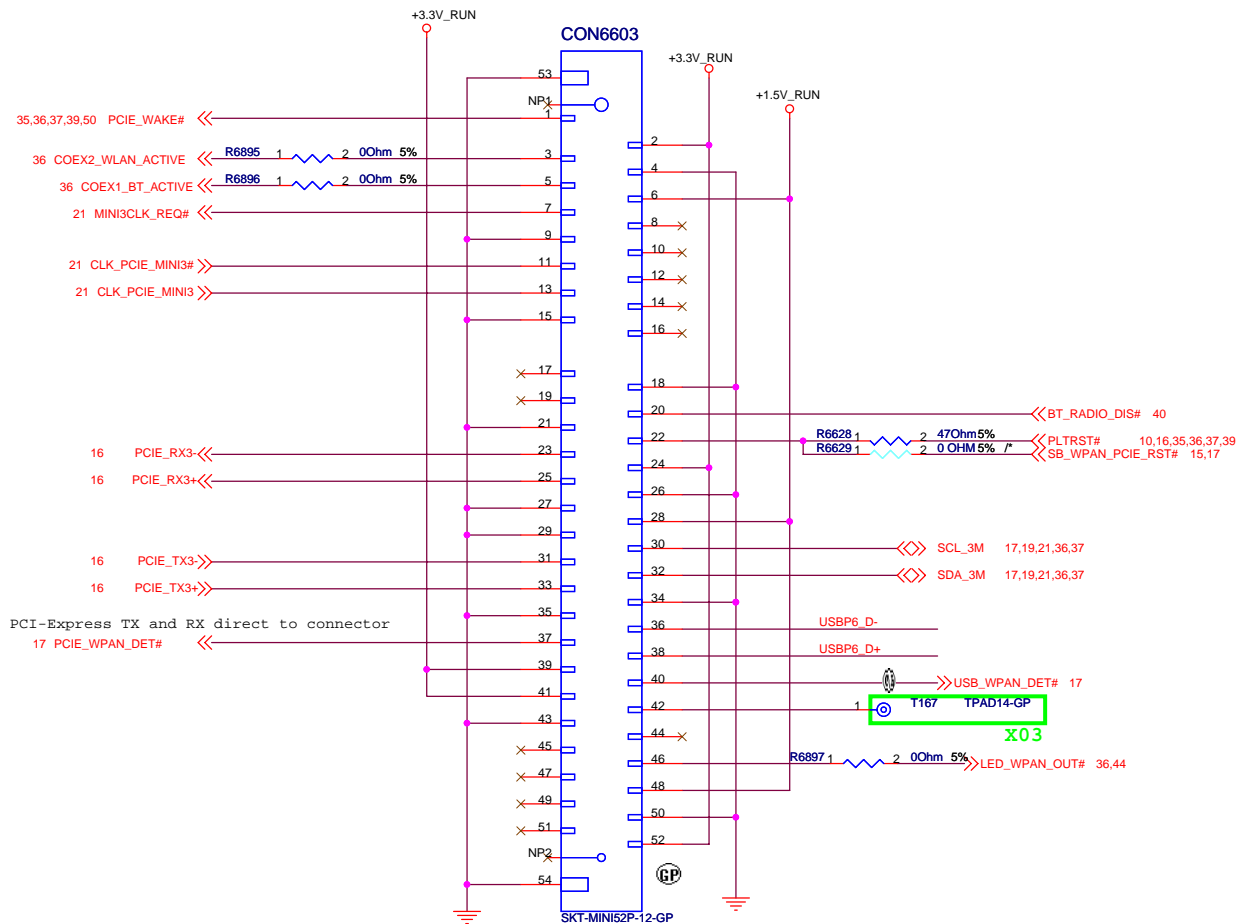 +3.3V_RUN
CON6603
+3.3V_RUN
+1.5V_RUN
53
NP1
35,36,37,39,50 PCIE_WAKE# 1
2
36 COEX2_WLAN_ACTIVE R6895 1 2 0Ohm 5% 3
4
36 COEX1_BT_ACTIVE R6896 1 2 0Ohm 5% 5
6
21 MINI3CLK_REQ# 7
8
9
10
21 CLK_PCIE_MINI3# 11
12
21 CLK_PCIE_MINI3 13
14
15
16
17
18
19
20 BT_RADIO_DIS# 40
21
22 R6628 1 2 47Ohm 5% PLTRST# 10,16,35,36,37,39
R6629 1 2 0 OHM 5% /* SB_WPAN_PCIE_RST# 15,17
16 PCIE_RX3- 23
24
16 PCIE_RX3+ 25
26
27
28
29
30 SCL_3M 17,19,21,36,37
16 PCIE_TX3- 31
32 SDA_3M 17,19,21,36,37
16 PCIE_TX3+ 33
34
35
PCI-Express TX and RX direct to connector
36 USBP6_D-
17 PCIE_WPAN_DET# 37
38 USBP6_D+
39
40 USB_WPAN_DET# 17
41
42 1 T167 TPAD14-GP
X03
43
44
45
46 R6897 1 2 0Ohm 5% LED_WPAN_OUT# 36,44
47
48
49
50
51
52
NP2
GP
54
SKT-MINI52P-12-GP